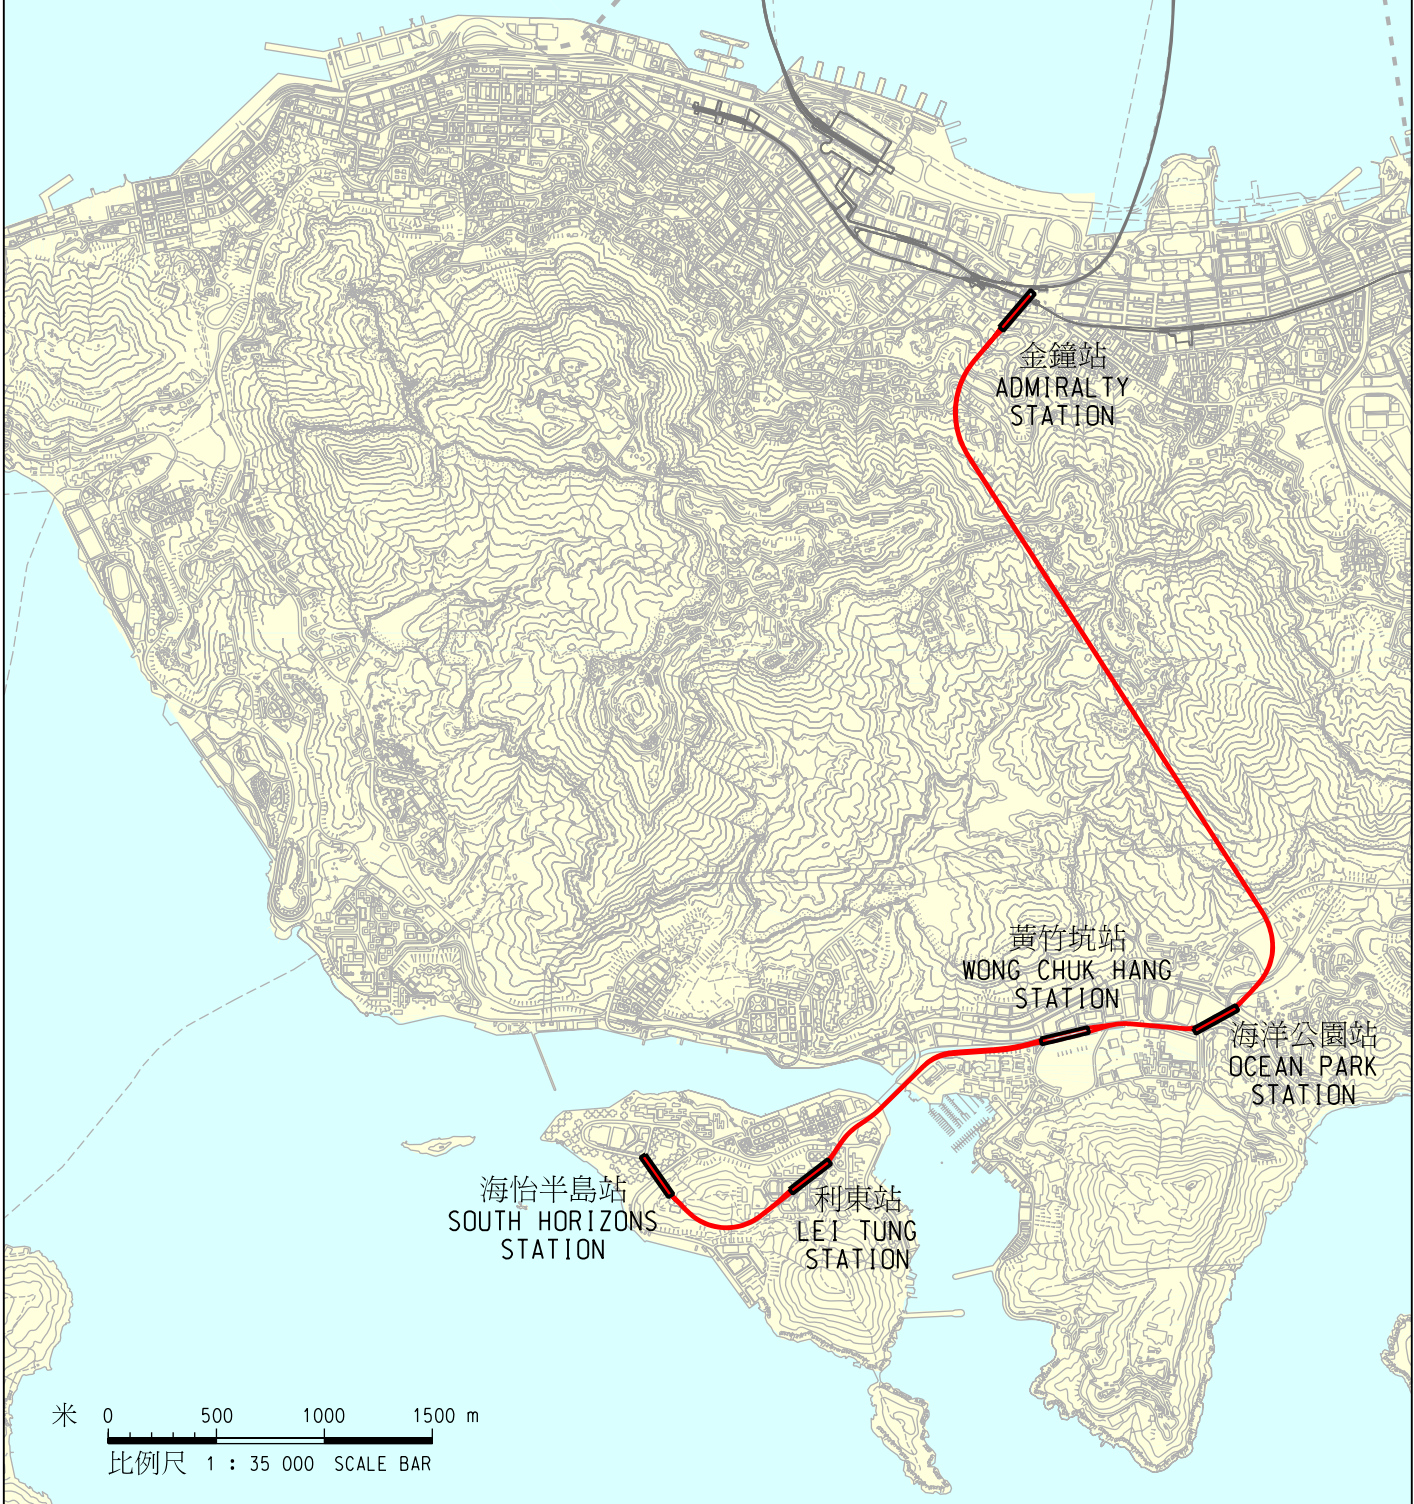 金鐘站
ADMIRALTY
STATION
黃竹坑站
WONG CHUK HANG
STATION
海洋公園站
OCEAN PARK
STATION
海怡半島站
SOUTH HORIZONS
STATION
利東站
LEI TUNG
STATION
米 0 500 1000 1500 m
比例尺 1 : 35 000 SCALE BAR